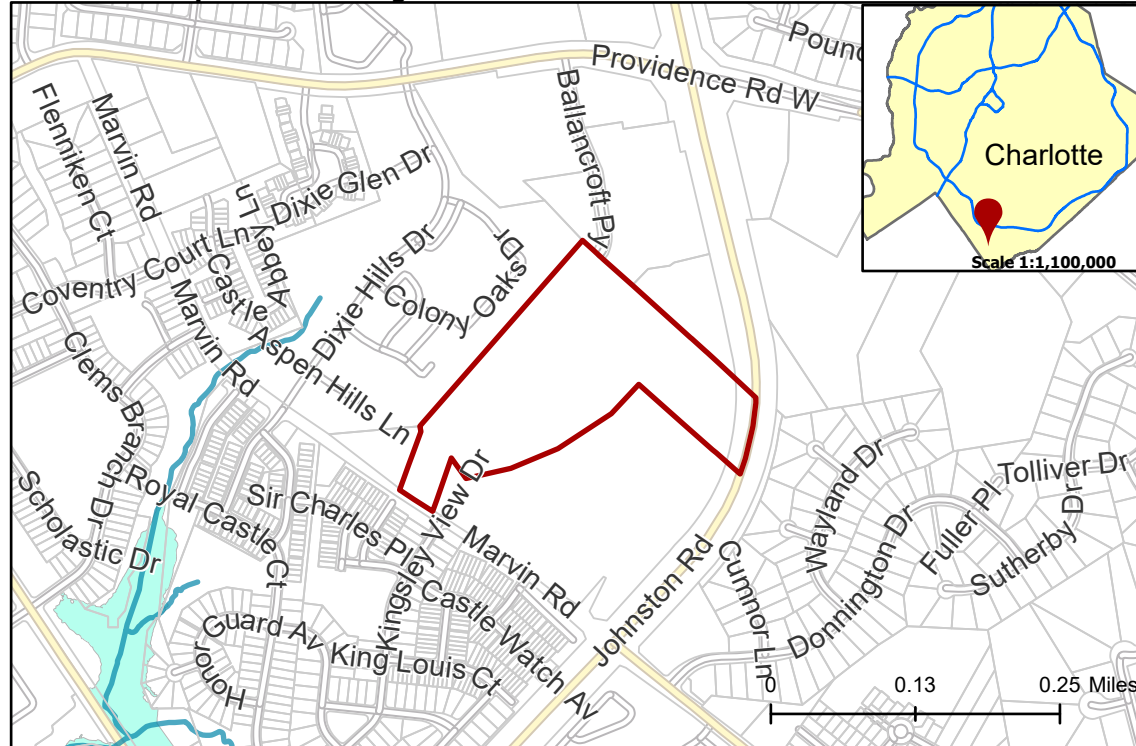 Providence Rd W
Ballancroft Py
Charlotte
Scale 1:1,100,000
Flenniken Ct
Marvin Rd
Dixie Glen Dr
Abbey Ln
Coventry Court Ln
Castle
Dixie Hills Dr
Colony Oaks Dr
Marvin Rd
Aspen Hills Ln
Clems Branch Dr
Scholastic Dr
Royal Castle Ct
Sir Charles Pl
Kingsley View Dr
Marvin Rd
Castle Watch Av
Guard Av
Honor
King Louis Ct
Johnston Rd
Cumnor Ln
Wayland Dr
Donnington Dr
Fuller Pl
Tolliver Dr
Sutherby Dr
0 0.13 0.25 Miles